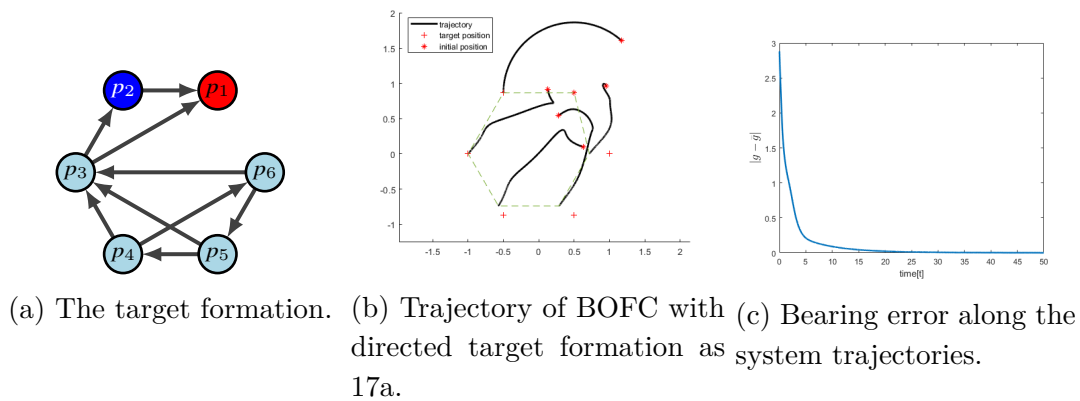 p₂
p₁
p₃
p₆
p₄
p₅
2
1.5
1
0.5
0
-0.5
-1
trajectory
target position
initial position
-1.5 -1 -0.5 0 0.5 1 1.5 2
|g − ḡ|
3
2.5
2
1.5
1
0.5
0
0 5 10 15 20 25 30 35 40 45 50
time[t]
(a) The target formation.
(b) Trajectory of BOFC with
directed target formation as
17a.
(c) Bearing error along the
system trajectories.